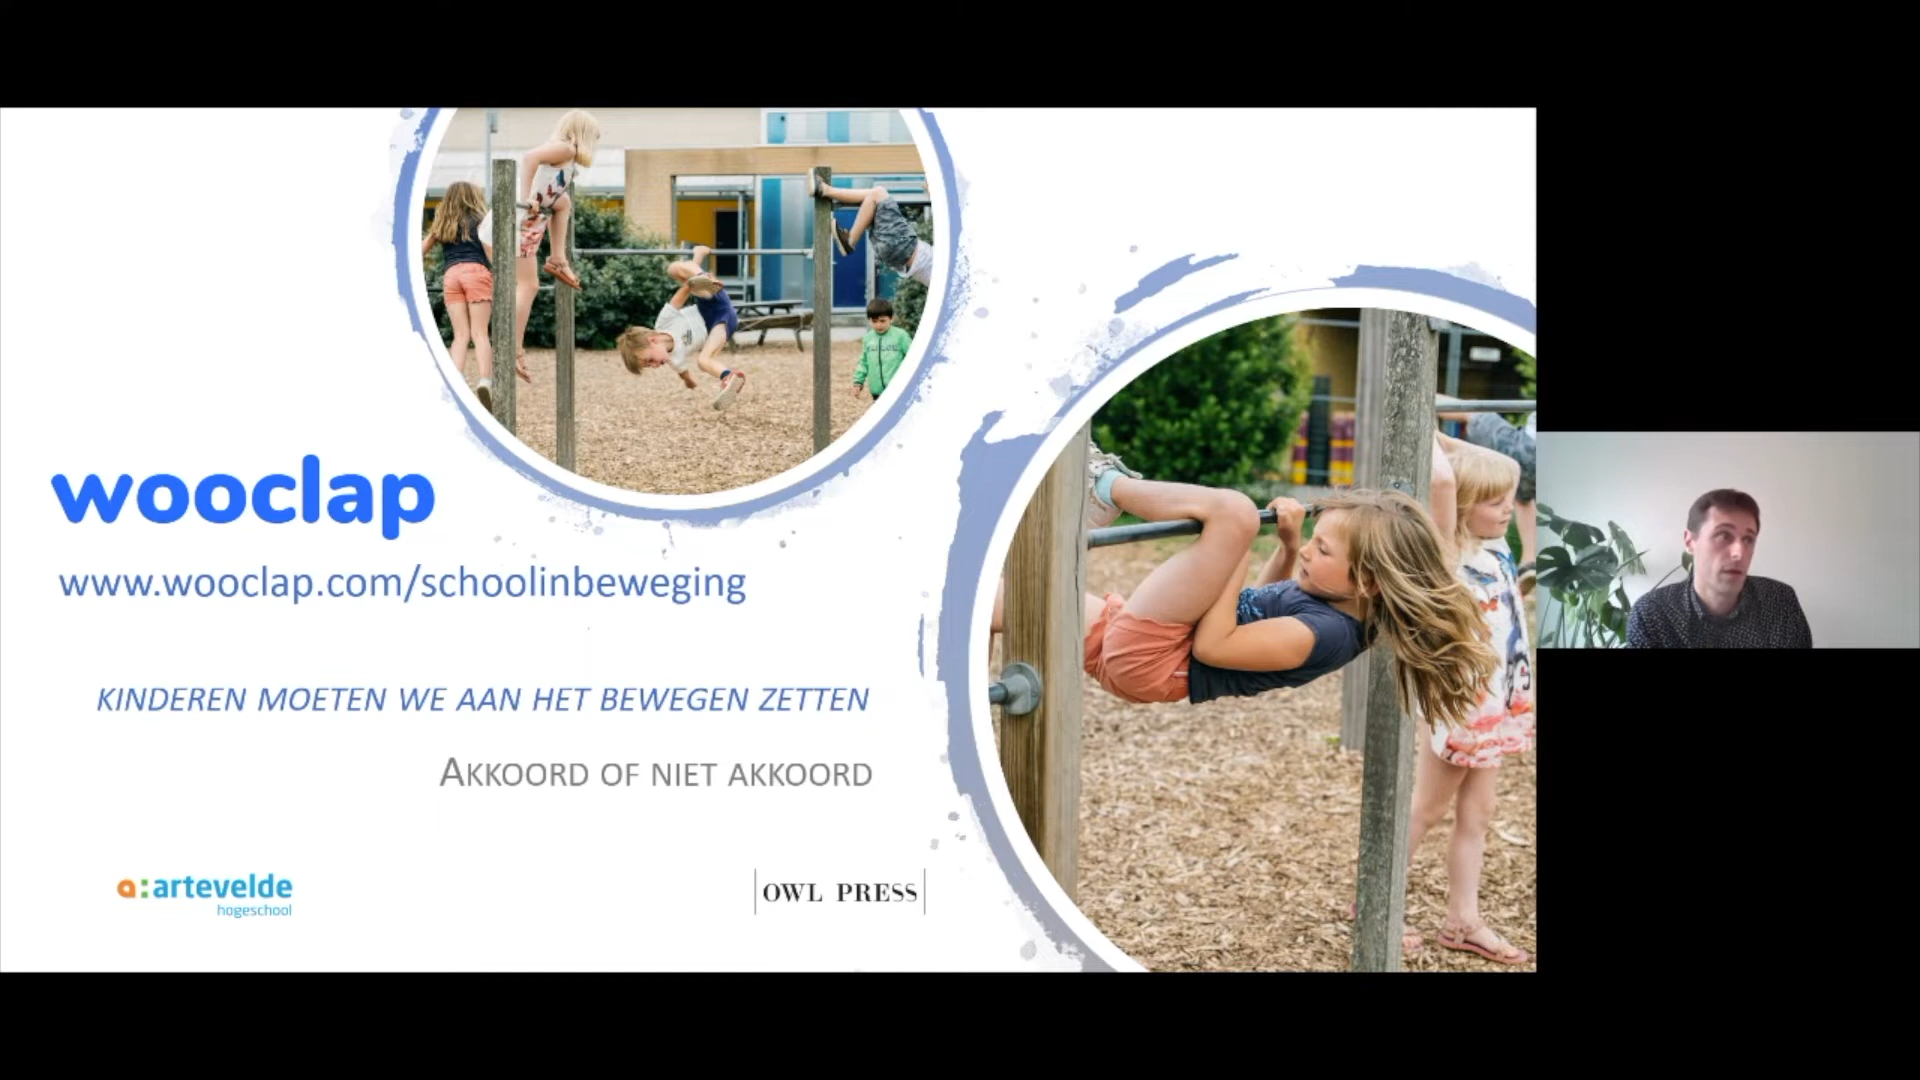 wooclap
www.wooclap.com/schoolinbeweging
KINDEREN MOETEN WE AAN HET BEWEGEN ZETTEN
AKKOORD OF NIET AKKOORD
a:artevelde
hogeschool
OWL PRESS